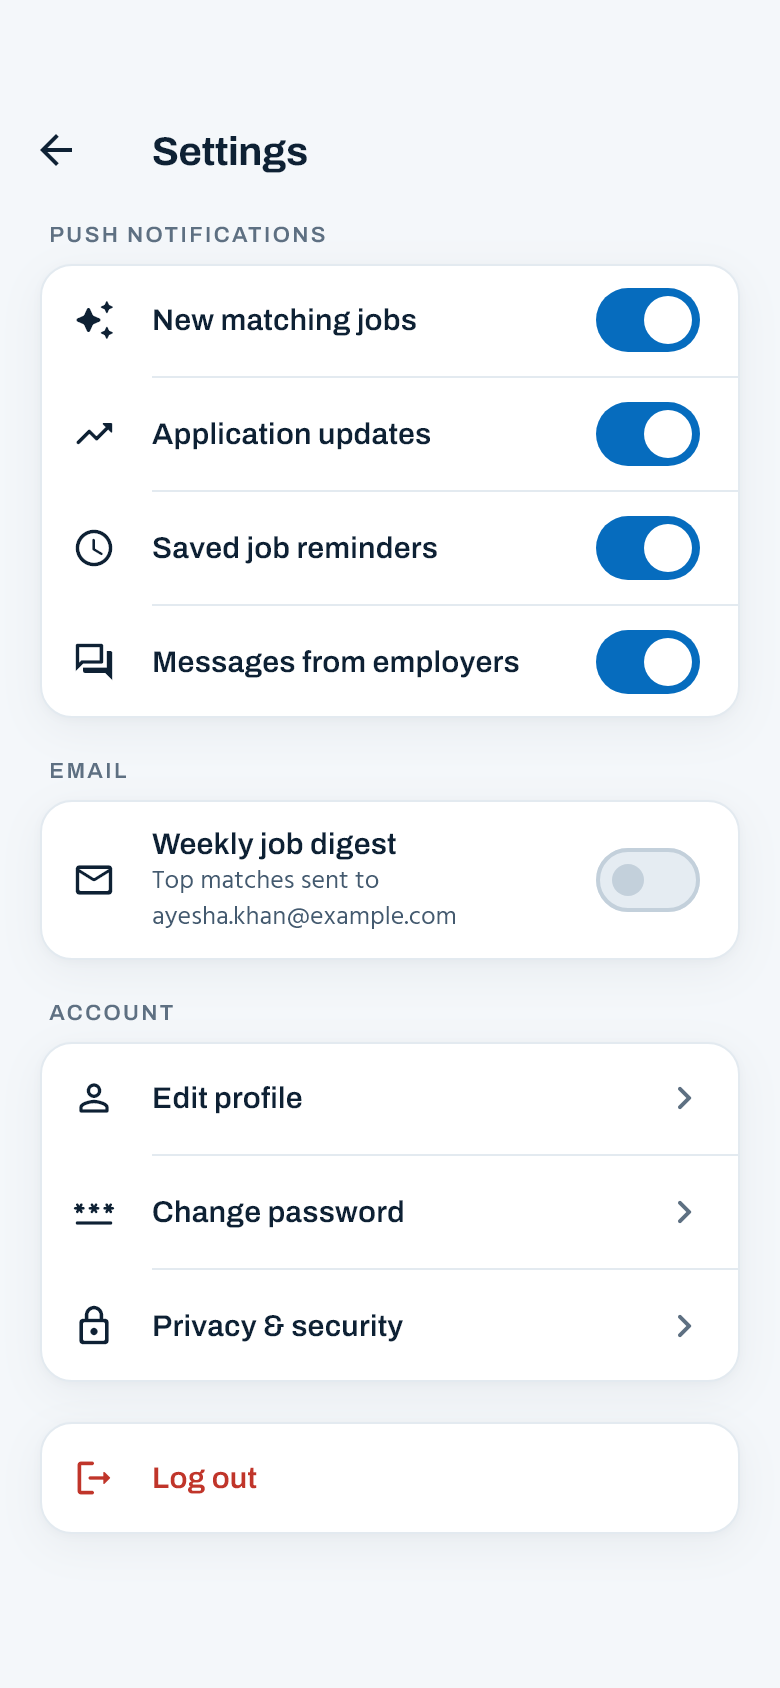 Settings
PUSH NOTIFICATIONS
New matching jobs
Application updates
Saved job reminders
Messages from employers
EMAIL
Weekly job digest
Top matches sent to
ayesha.khan@example.com
ACCOUNT
Edit profile
Change password
Privacy & security
Log out